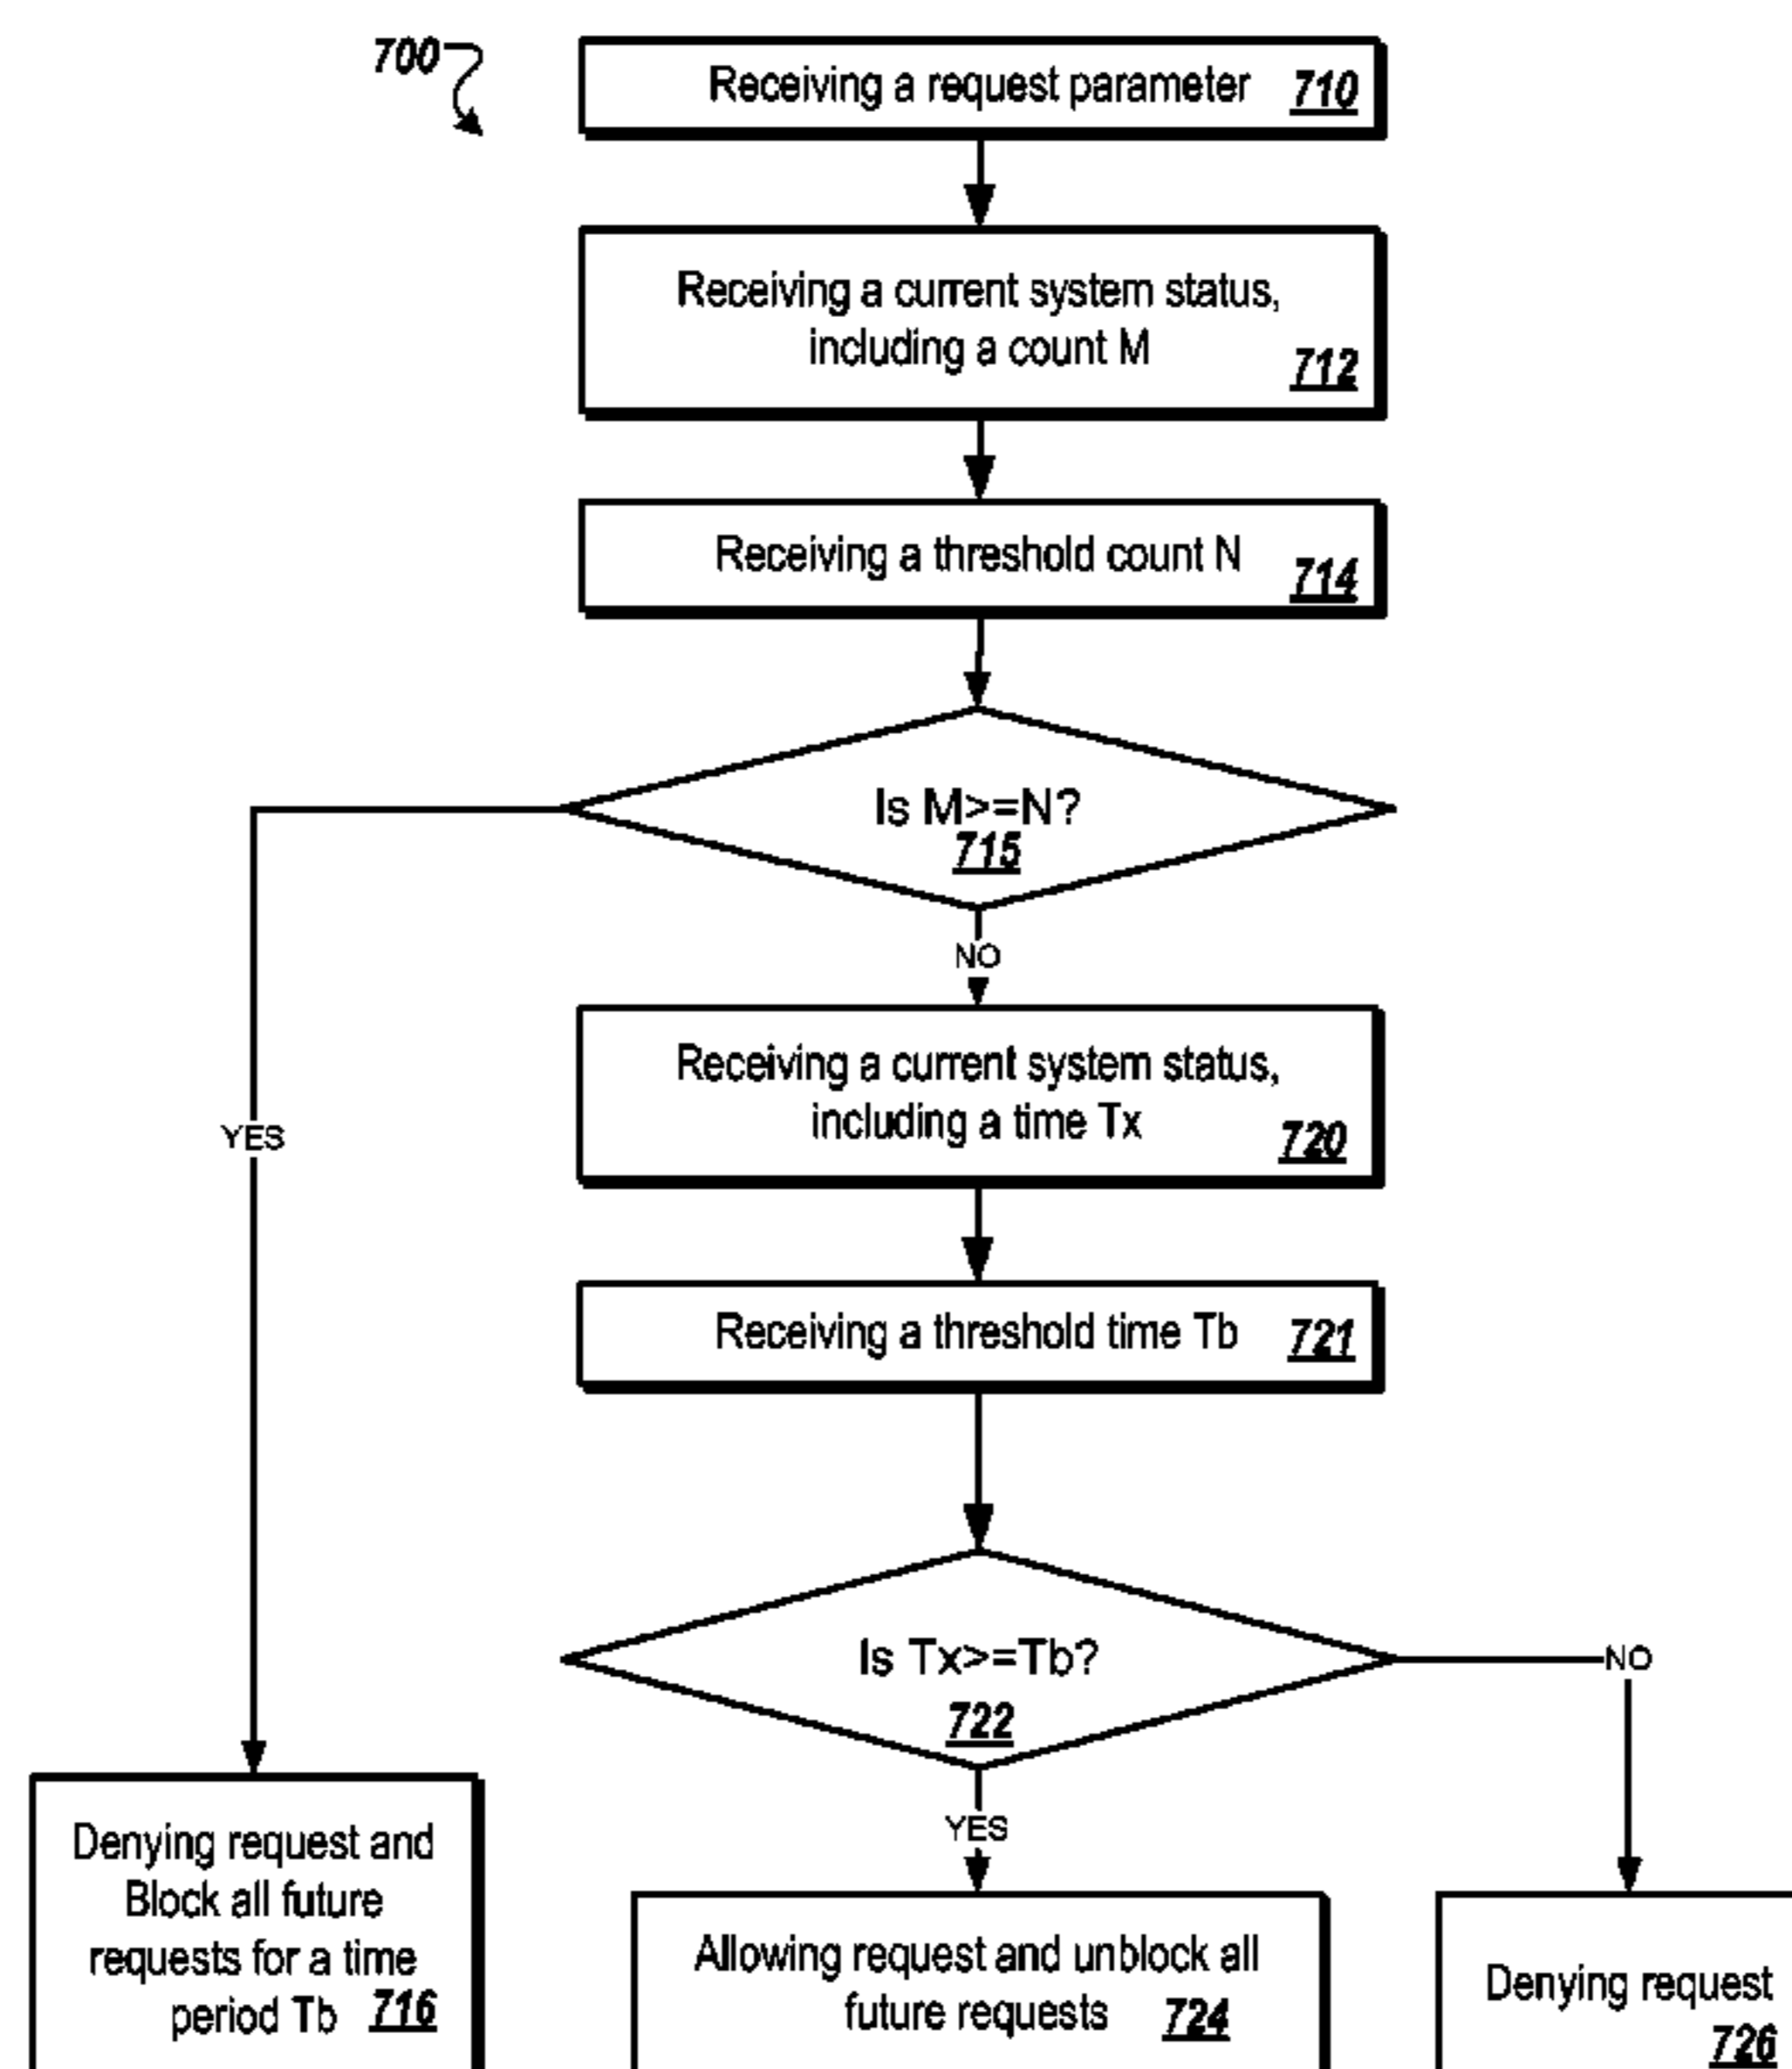 700
Receiving a request parameter 710
Receiving a current system status,
including a count M
712
Receiving a threshold count N 714
Is M>=N?
715
NO
YES
Receiving a current system status,
including a time Tx
720
Receiving a threshold time Tb 721
Is Tx>=Tb?
722
NO
YES
Denying request and
Block all future
requests for a time
period Tb 716
Allowing request and unblock all
future requests 724
Denying request
726